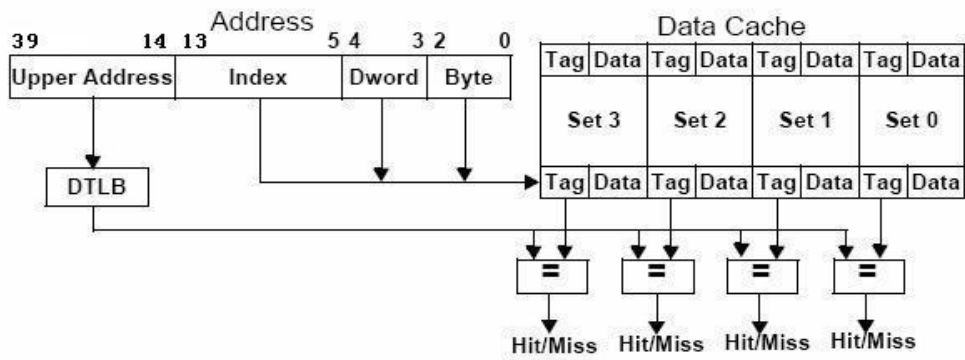 Address
Data Cache
39 14 13 5 4 3 2 0
Upper Address Index Dword Byte
Tag Data Tag Data Tag Data Tag Data
Set 3 Set 2 Set 1 Set 0
DTLB
Tag Data Tag Data Tag Data Tag Data
= = = =
Hit/Miss Hit/Miss Hit/Miss Hit/Miss